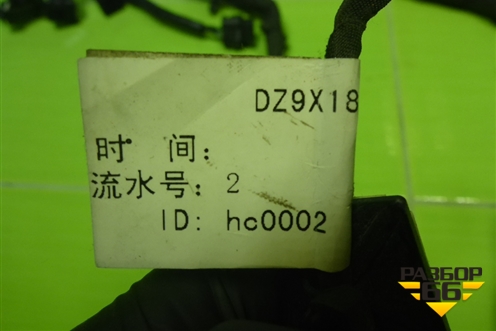 DZ9X18
时 间:
流水号: 2
ID: hc0002
РАЗБОР
66